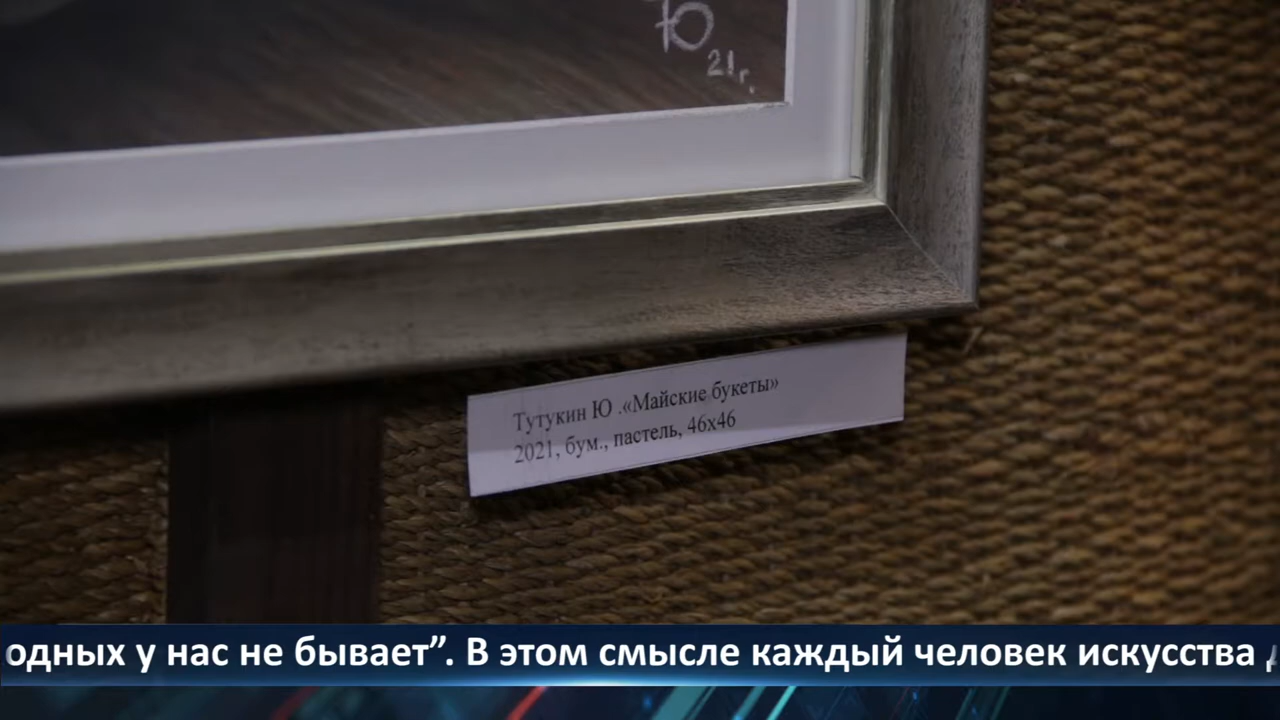 Ю
21г.
Тутукин Ю .«Майские букеты»
2021, бум., пастель, 46х46
одных у нас не бывает”. В этом смысле каждый человек искусства